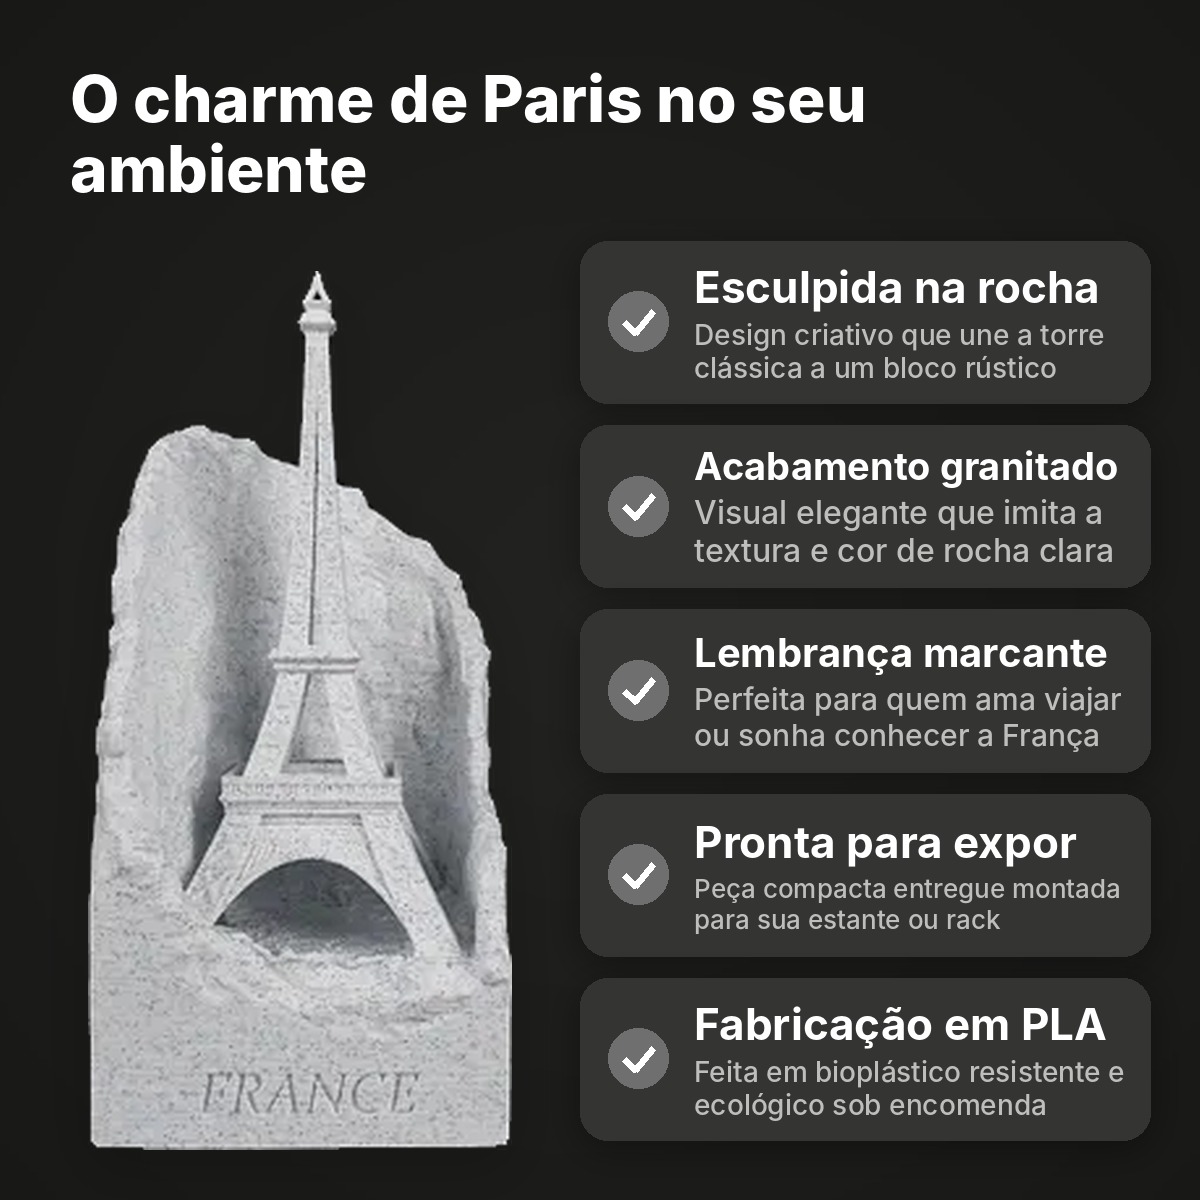 O charme de Paris no seu
ambiente
Esculpida na rocha
Design criativo que une a torre
clássica a um bloco rústico
Acabamento granitado
Visual elegante que imita a
textura e cor de rocha clara
Lembrança marcante
Perfeita para quem ama viajar
ou sonha conhecer a França
Pronta para expor
Peça compacta entregue montada
para sua estante ou rack
Fabricação em PLA
Feita em bioplástico resistente e
ecológico sob encomenda
FRANCE